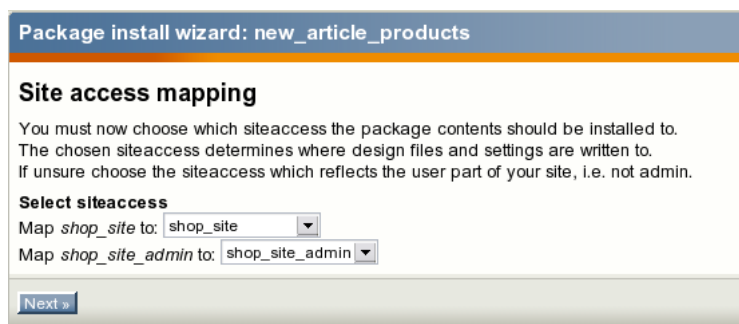 Package install wizard: new_article_products
Site access mapping
You must now choose which siteaccess the package contents should be installed to.
The chosen siteaccess determines where design files and settings are written to.
If unsure choose the siteaccess which reflects the user part of your site, i.e. not admin.
Select siteaccess
Map shop_site to: shop_site
Map shop_site_admin to: shop_site_admin
Next »